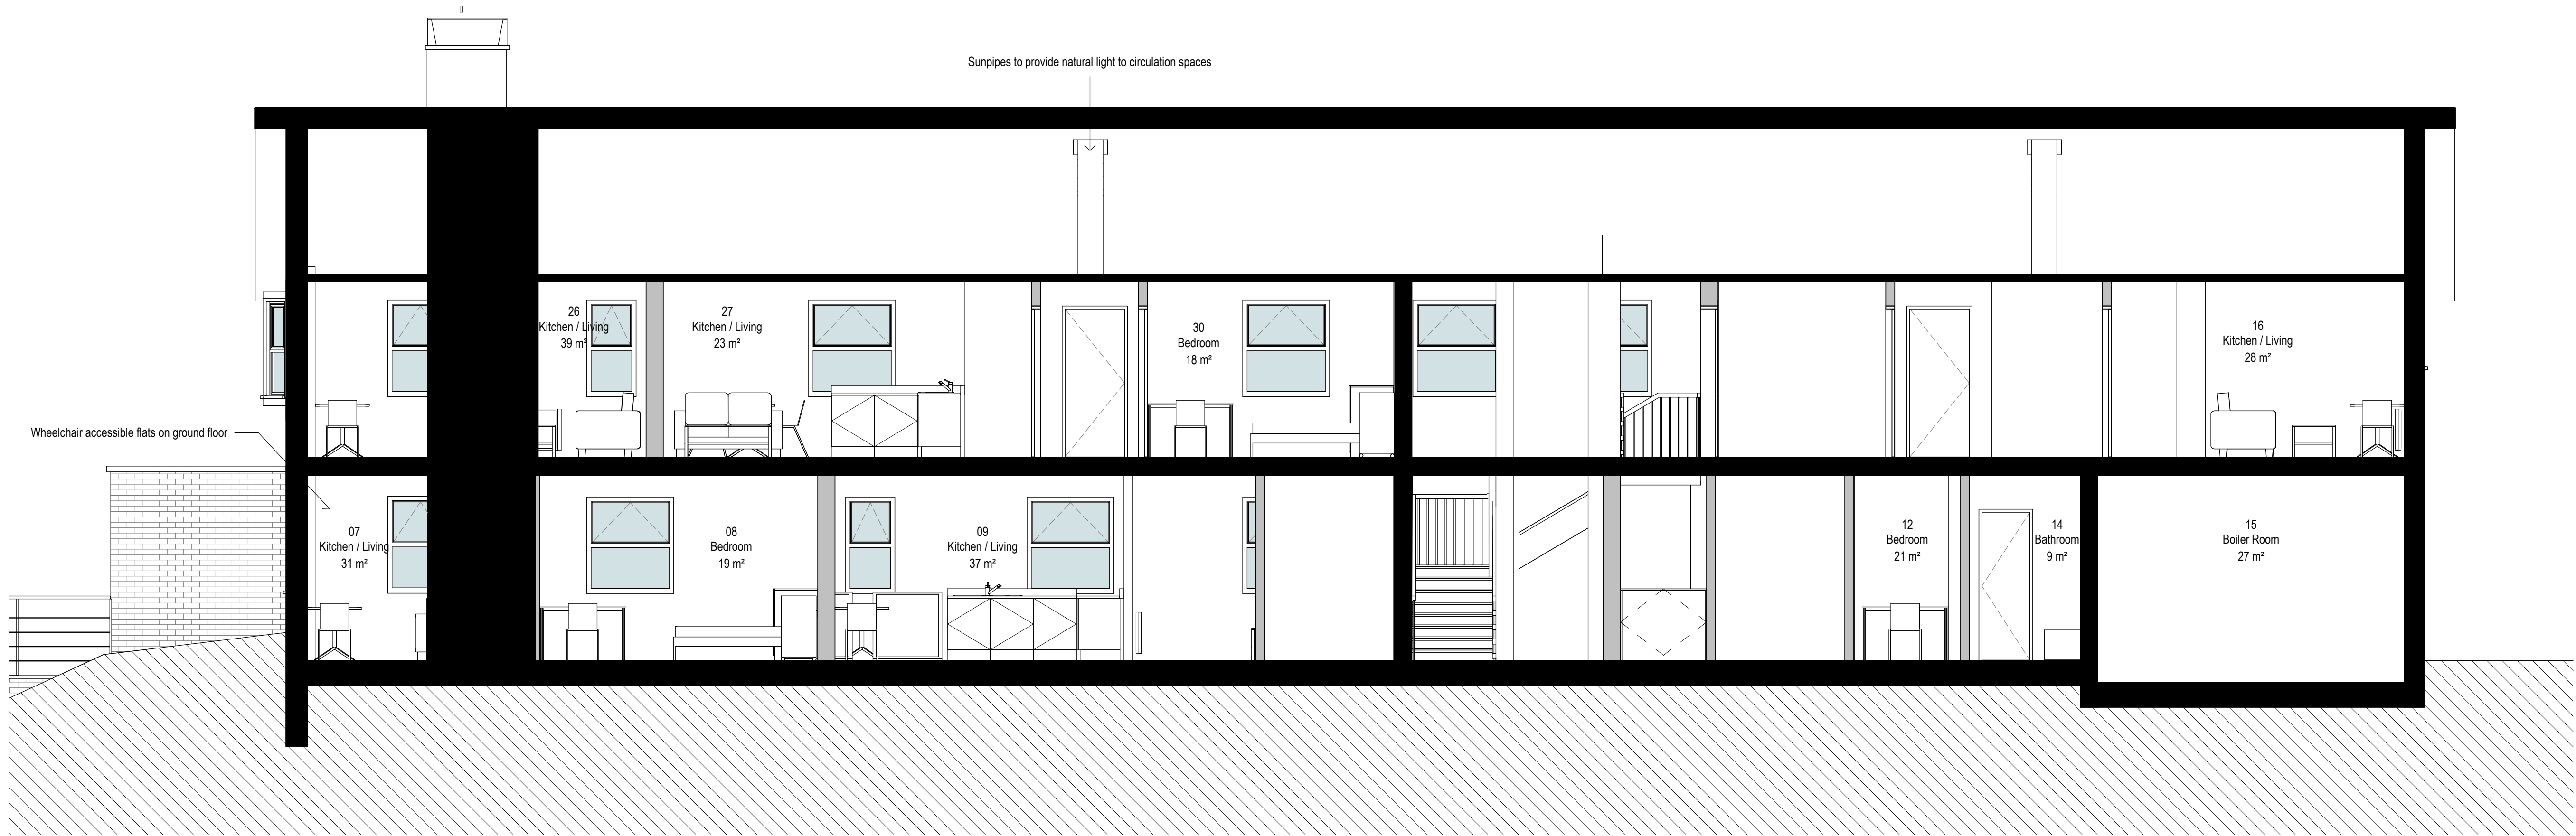 Sunpipes to provide natural light to circulation spaces
26
Kitchen / Living
39 m²
27
Kitchen / Living
23 m²
30
Bedroom
18 m²
16
Kitchen / Living
28 m²
Wheelchair accessible flats on ground floor
07
Kitchen / Living
31 m²
08
Bedroom
19 m²
09
Kitchen / Living
37 m²
12
Bedroom
21 m²
14
Bathroom
9 m²
15
Boiler Room
27 m²